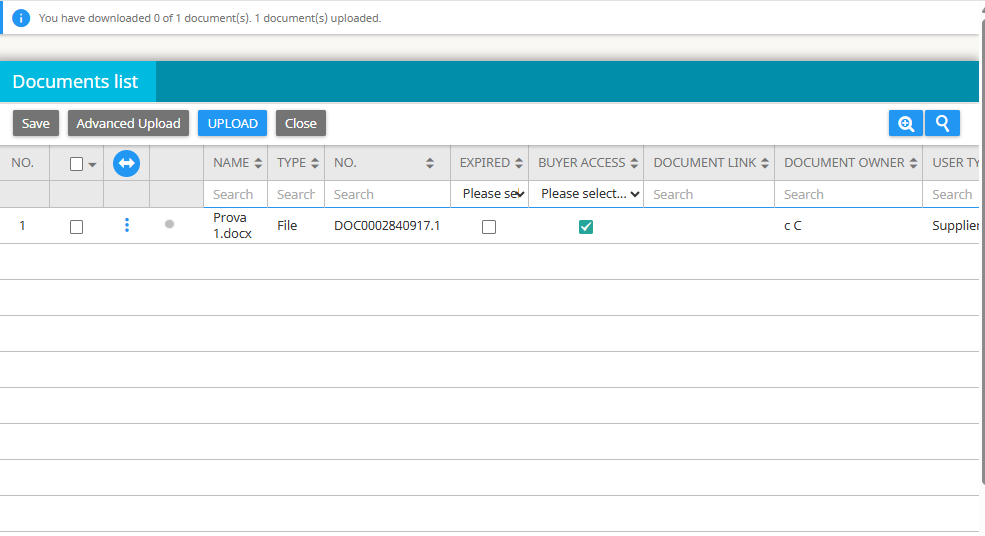 You have downloaded 0 of 1 document(s). 1 document(s) uploaded.
Documents list
Save Advanced Upload UPLOAD Close
NO. NAME TYPE NO. EXPIRED BUYER ACCESS DOCUMENT LINK DOCUMENT OWNER USER TY
Search Search Search Please se Please select... Search Search Search
1 Prova 1.docx File DOC0002840917.1 c C Supplier